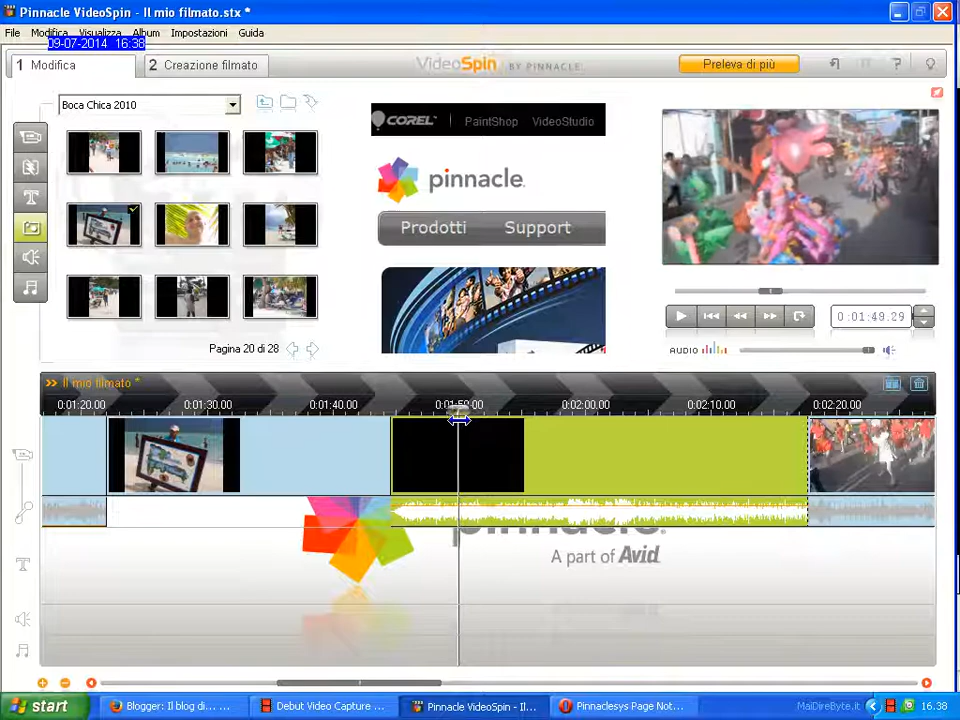 Pinnacle VideoSpin - Il mio filmato.stx *
File Modifica Visualizza Album Impostazioni Guida
09-07-2014 16:38
1 Modifica
2 Creazione filmato
VideoSpin BY PINNACLE
Preleva di più
Boca Chica 2010
COREL PaintShop VideoStudio
pinnacle
Prodotti Support
0:01:49.29
Pagina 20 di 28
AUDIO
Il mio filmato *
0:01:20.00 0:01:30.00 0:01:40.00 0:01:50.00 0:02:00.00 0:02:10.00 0:02:20.00
pinnacle
A part of Avid
start
Blogger: Il blog di...
Debut Video Capture ...
Pinnacle VideoSpin - Il...
Pinnaclesys Page Not...
MaiDireByte.it
16.38